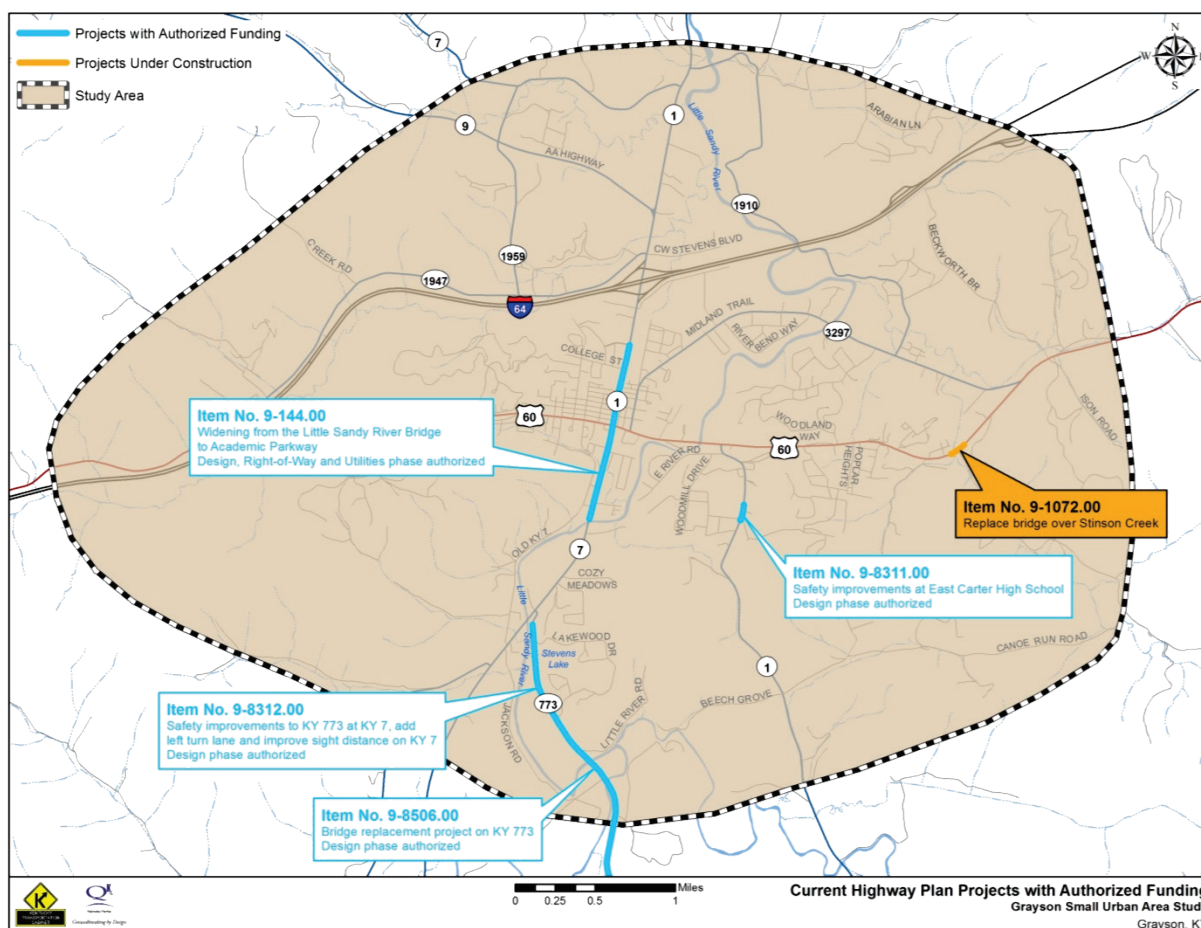 Projects with Authorized Funding
Projects Under Construction
Study Area
N
W
E
S
7
9
AA HIGHWAY
1
Little Sandy River
ARABIAN LN
1910
CREEK RD
1947
1959
CW STEVENS BLVD
BECKWORTH BR
64
MIDLAND TRAIL
RIVER BEND WAY
3297
COLLEGE ST
1
60
Item No. 9-144.00
Widening from the Little Sandy River Bridge
to Academic Parkway
Design, Right-of-Way and Utilities phase authorized
ISON ROAD
WOODLAND
WAY
60
POPLAR
HEIGHTS
E RIVER RD
WOODMILL DRIVE
Item No. 9-1072.00
Replace bridge over Stinson Creek
OLD KY 7
7
COZY
MEADOWS
Item No. 9-8311.00
Safety improvements at East Carter High School
Design phase authorized
Little
Sandy River
LAKEWOOD
DR
Stevens
Lake
CANOE RUN ROAD
1
Item No. 9-8312.00
Safety improvements to KY 773 at KY 7, add
left turn lane and improve sight distance on KY 7
Design phase authorized
773
JACKSON RD
LITTLE RIVER RD
BEECH GROVE
Item No. 9-8506.00
Bridge replacement project on KY 773
Design phase authorized
Miles
0 0.25 0.5 1
KENTUCKY
TRANSPORTATION
CABINET
Current Highway Plan Projects with Authorized Funding
Grayson Small Urban Area Stud
Grayson, K